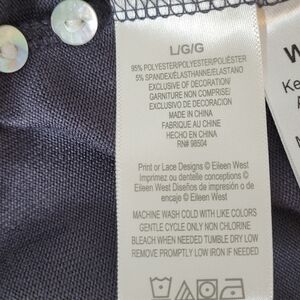 L/G/G
95% POLYESTER/POLYESTER/POLIÉSTER
5% SPANDEX/ÉLASTHANNE/ELASTANO
EXCLUSIVE OF DECORATION/
GARNITURE NON COMPRISE/
EXCLUSIVO DE DECORACIÓN
MADE IN CHINA
FABRIQUE AU CHINE
HECHO EN CHINA
RN# 98504
Print or Lace Designs © Eileen West
Imprimez ou dentelle conceptions ©
Eileen West Diseños de impresión o
de encaje © Eileen West
MACHINE WASH COLD WITH LIKE COLORS
GENTLE CYCLE ONLY NON CHLORINE
BLEACH WHEN NEEDED TUMBLE DRY LOW
REMOVE PROMPTLY LOW IRON IF NEEDED
W
Ke